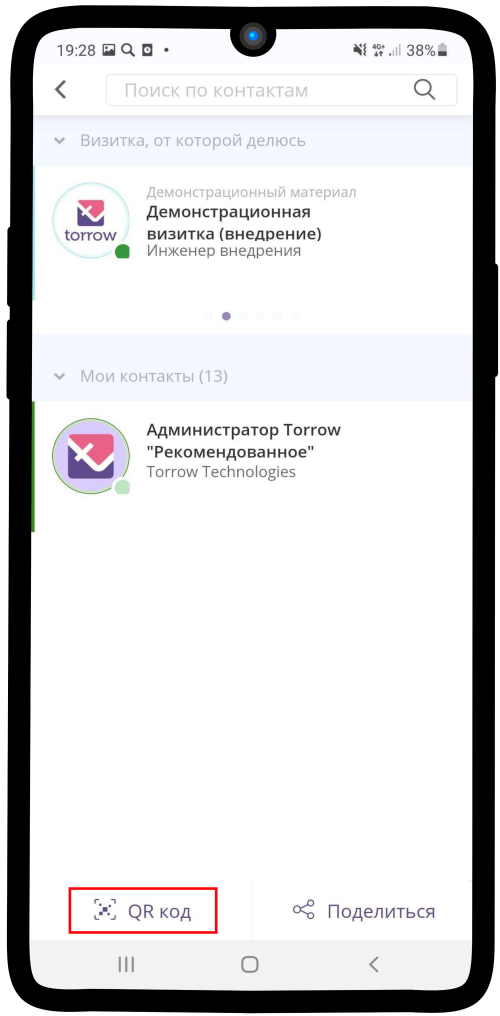 19:28 4G+ 38%
Поиск по контактам
Визитка, от которой делюсь
Демонстрационный материал
Демонстрационная
визитка (внедрение)
Инженер внедрения
torrow
Мои контакты (13)
Администратор Torrow
"Рекомендованное"
Torrow Technologies
QR код
Поделиться